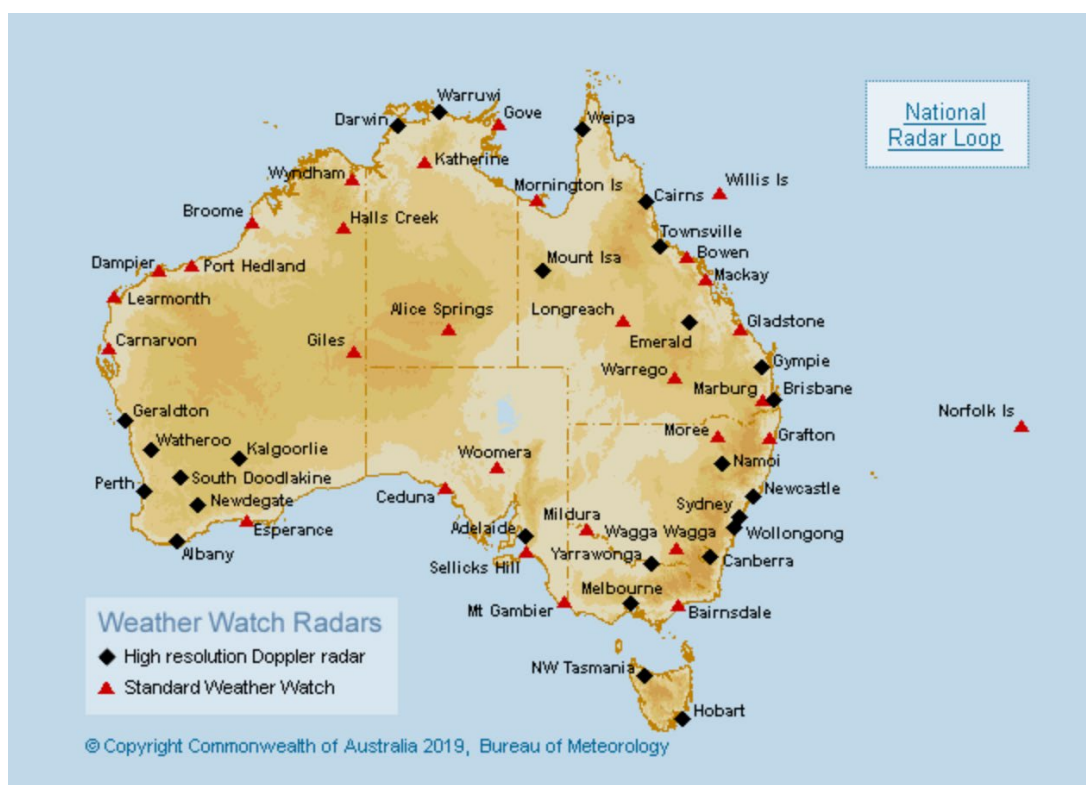 National
Radar Loop
Warruwi
Darwin
Gove
Weipa
Katherine
Wyndham
Mornington Is
Willis Is
Cairns
Broome
Halls Creek
Townsville
Mount Isa
Bowen
Dampier
Port Hedland
Mackay
Learmonth
Alice Springs
Longreach
Gladstone
Carnarvon
Giles
Emerald
Gympie
Warrego
Marburg
Brisbane
Norfolk Is
Geraldton
Moree
Grafton
Watheroo
Kalgoorlie
Woomera
Namoi
South Doodlakine
Perth
Ceduna
Newcastle
Newdegate
Sydney
Mildura
Esperance
Adelaide
Wagga Wagga
Wollongong
Albany
Yarrawonga
Canberra
Sellicks Hill
Melbourne
Mt Gambier
Bairnsdale
Weather Watch Radars
High resolution Doppler radar
NW Tasmania
Standard Weather Watch
Hobart
© Copyright Commonwealth of Australia 2019, Bureau of Meteorology